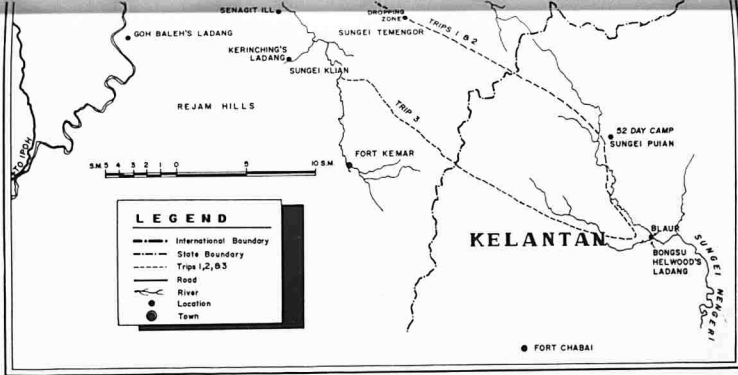 SENAGIT ILL
DROPPING
ZONE
TRIPS 1 & 2
GOH BALEH'S LADANG
SUNGEI TEMENGOR
KERINCHING'S
LADANG
SUNGEI KLIAN
REJAM HILLS
TRIP 3
52 DAY CAMP
SUNGEI PUIAN
TO IPOH
S.M. 5 4 3 2 1 0 5 10 S.M.
FORT KEMAR
LEGEND
International Boundary
State Boundary
Trips 1,2,&3
Road
River
Location
Town
KELANTAN
BLAUR
BONGSU
HELWOOD'S
LADANG
SUNGEI NENGERI
FORT CHABAI